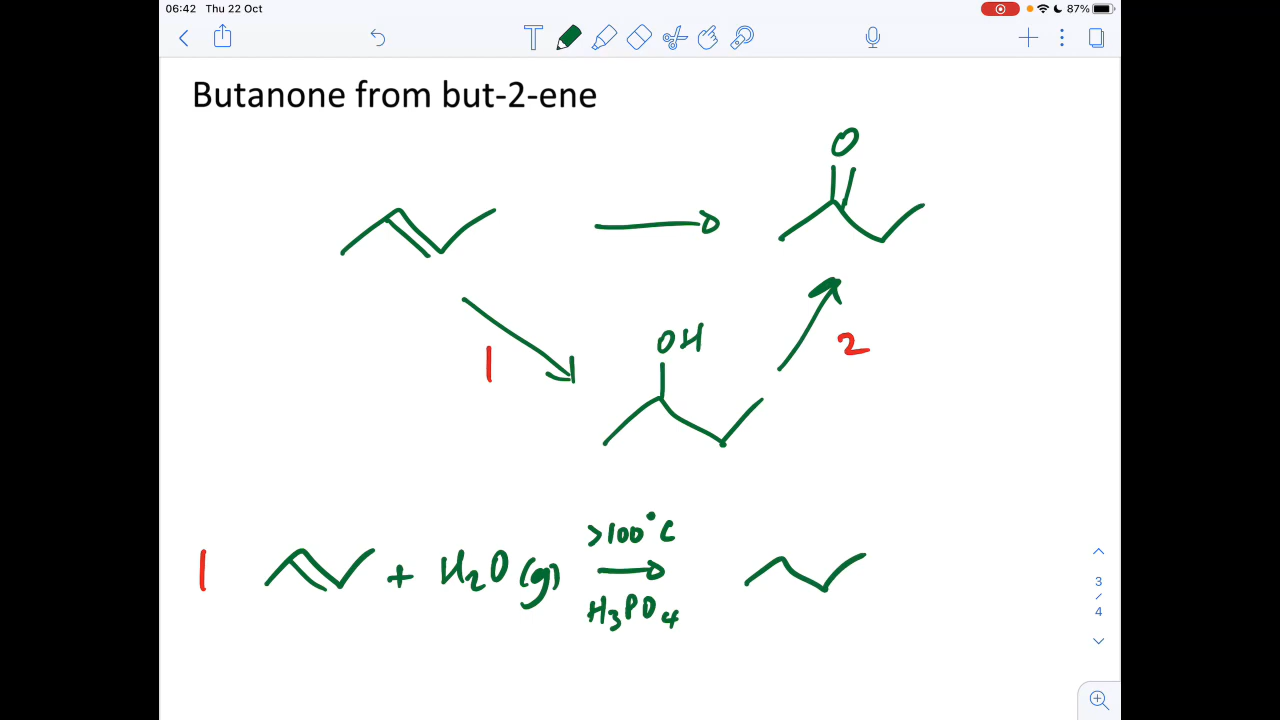 06:42 Thu 22 Oct 87%
T
Butanone from but-2-ene
O
OH
1
2
>100°C
1 + H2O (g)
H3PO4
3
/
4